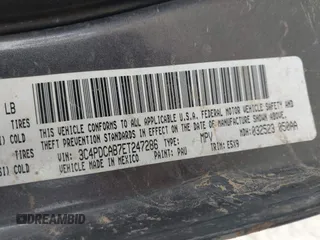 LB
TIRES
COLD
TIRES
COLD
THIS VEHICLE CONFORMS TO ALL APPLICABLE U.S.A. FEDERAL MOTOR VEHICLE SAFETY AND
THEFT PREVENTION STANDARDS IN EFFECT ON THE DATE OF MANUFACTURE SHOWN ABOVE
VIN: 3C4PDCAB7ET247286 TYPE: MPV MDH: 032523 050AA
MADE IN MEXICO PAINT: PAU TRIM: E5X9
DREAMBID